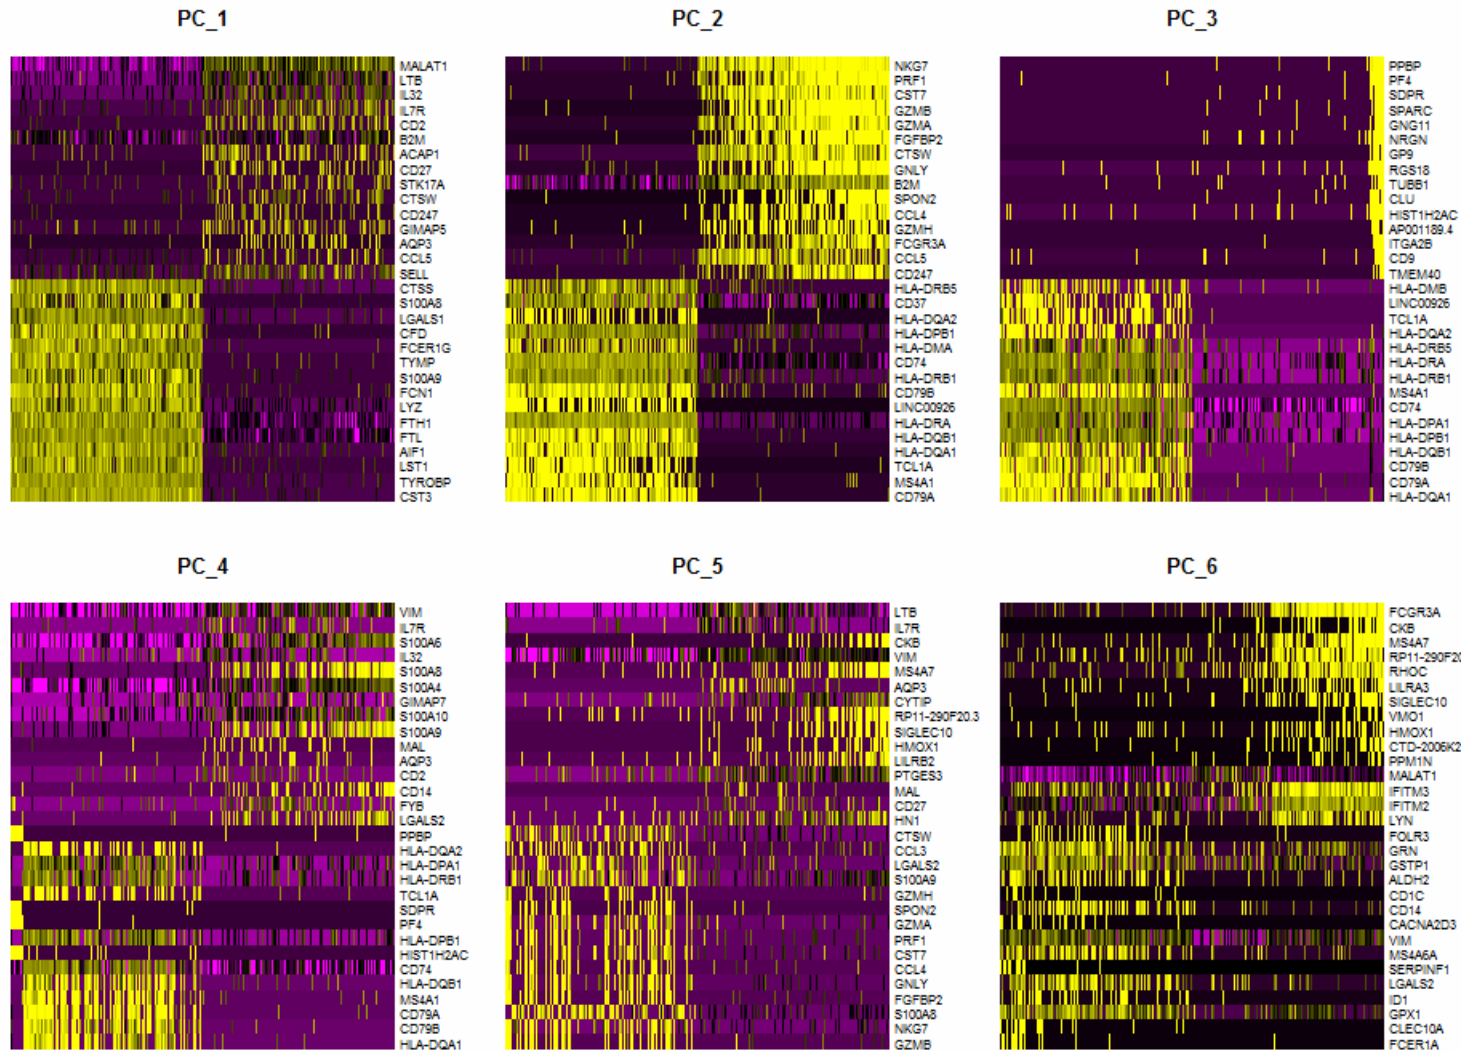 PC_1
MALAT1
LTB
IL32
IL7R
CD2
B2M
ACAP1
CD27
STK17A
CTSW
CD247
GIMAP5
AQP3
CCL5
SELL
CTSS
S100A8
LGALS1
CFD
FCER1G
TYMP
S100A9
FCN1
LYZ
FTH1
FTL
AIF1
LST1
TYROBP
CST3
PC_2
NKG7
PRF1
CST7
GZMB
GZMA
FGFBP2
CTSW
GNLY
B2M
SPON2
CCL4
GZMH
FCGR3A
CCL5
CD247
HLA-DRB5
CD37
HLA-DQA2
HLA-DPB1
HLA-DMA
CD74
HLA-DRB1
CD79B
LINC00926
HLA-DRA
HLA-DQB1
HLA-DQA1
TCL1A
MS4A1
CD79A
PC_3
PPBP
PF4
SDPR
SPARC
GNG11
NRGN
GP9
RGS18
TUBB1
CLU
HIST1H2AC
AP001189.4
ITGA2B
CD9
TMEM40
HLA-DMB
LINC00926
TCL1A
HLA-DQA2
HLA-DRB5
HLA-DRA
HLA-DRB1
MS4A1
CD74
HLA-DPA1
HLA-DPB1
HLA-DQB1
CD79B
CD79A
HLA-DQA1
PC_4
VIM
IL7R
S100A6
IL32
S100A8
S100A4
GIMAP7
S100A10
S100A9
MAL
AQP3
CD2
CD14
FYB
LGALS2
PPBP
HLA-DQA2
HLA-DPA1
HLA-DRB1
TCL1A
SDPR
PF4
HLA-DPB1
HIST1H2AC
CD74
HLA-DQB1
MS4A1
CD79A
CD79B
HLA-DQA1
PC_5
LTB
IL7R
CKB
VIM
MS4A7
AQP3
CYTIP
RP11-290F20.3
SIGLEC10
HMOX1
LILRB2
PTGES3
MAL
CD27
HN1
CTSW
CCL3
LGALS2
S100A9
GZMH
SPON2
GZMA
PRF1
CST7
CCL4
GNLY
FGFBP2
S100A8
NKG7
GZMB
PC_6
FCGR3A
CKB
MS4A7
RP11-290F20
RHOC
LILRA3
SIGLEC10
VMO1
HMOX1
CTD-2006K2
PPM1N
MALAT1
IFITM3
IFITM2
LYN
FOLR3
GRN
GSTP1
ALDH2
CD1C
CD14
CACNA2D3
VIM
MS4A6A
SERPINF1
LGALS2
ID1
GPX1
CLEC10A
FCER1A